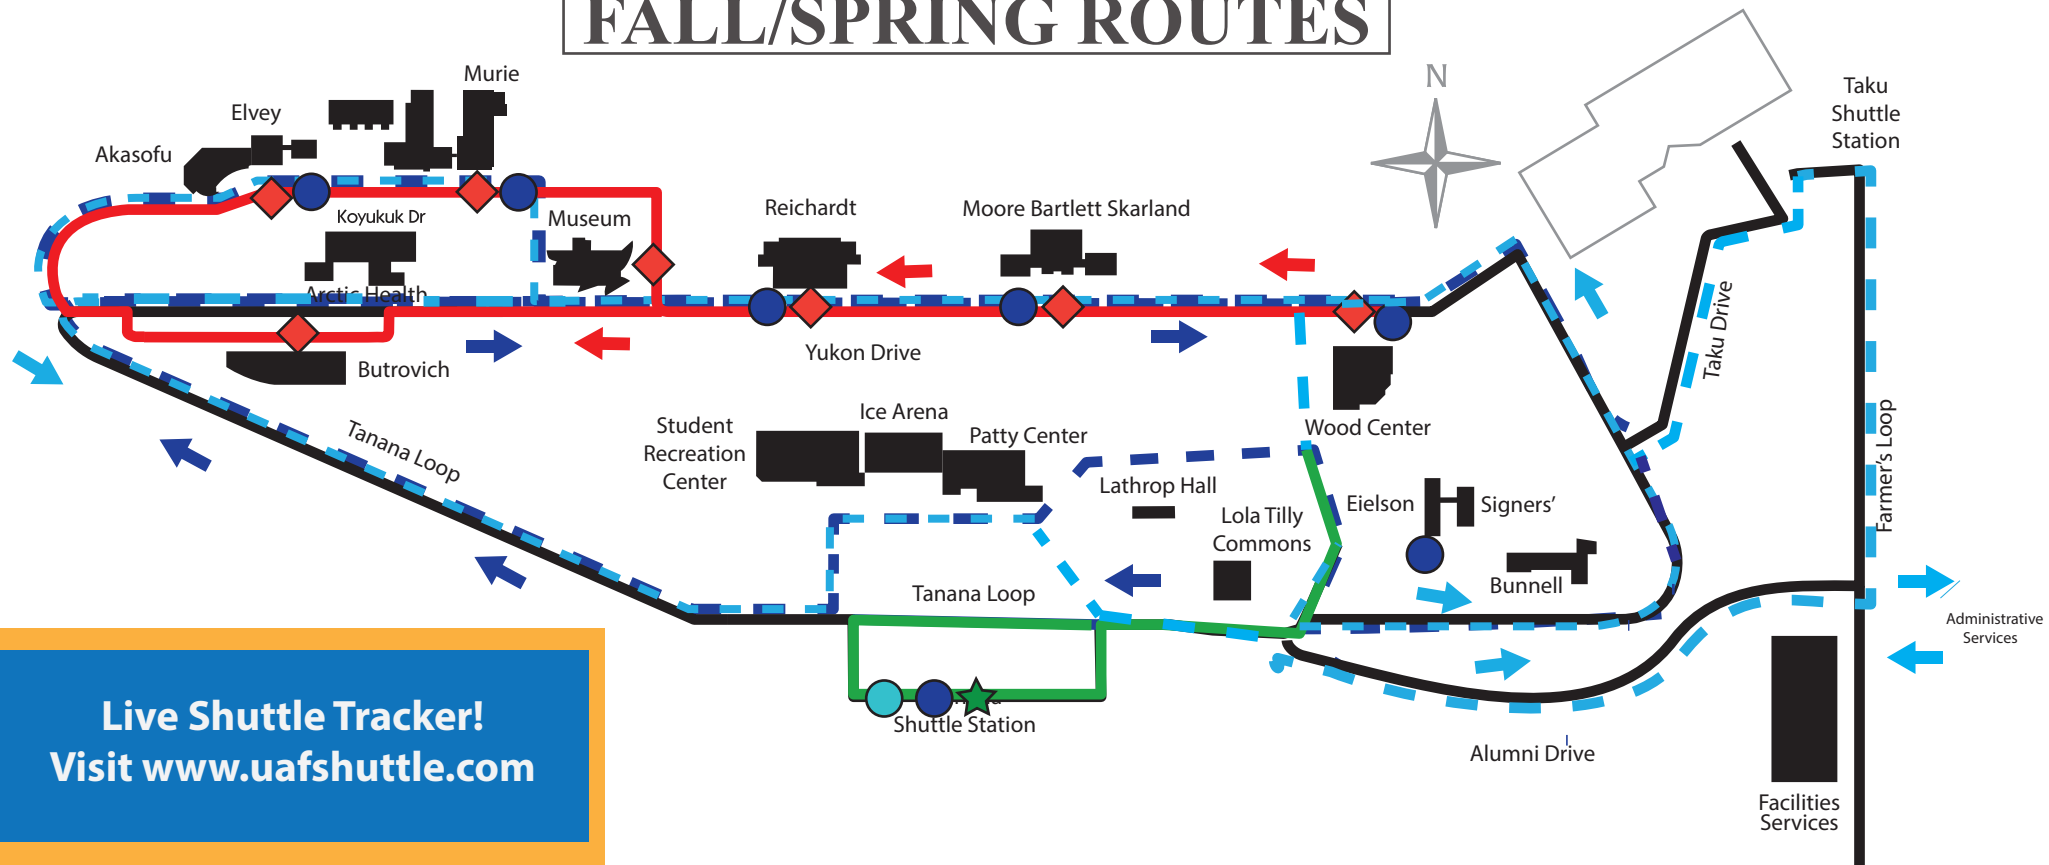 FALL/SPRING ROUTES
N
Murie
Elvey
Akasofu
Koyukuk Dr
Museum
Reichardt
Moore Bartlett Skarland
Taku
Shuttle
Station
Arctic Health
Butrovich
Yukon Drive
Taku Drive
Farmer's Loop
Tanana Loop
Student
Recreation
Center
Ice Arena
Patty Center
Wood Center
Lathrop Hall
Lola Tilly
Commons
Eielson
Signers'
Bunnell
Tanana Loop
Administrative
Services
Shuttle Station
Alumni Drive
Facilities
Services
Live Shuttle Tracker!
Visit www.uafshuttle.com